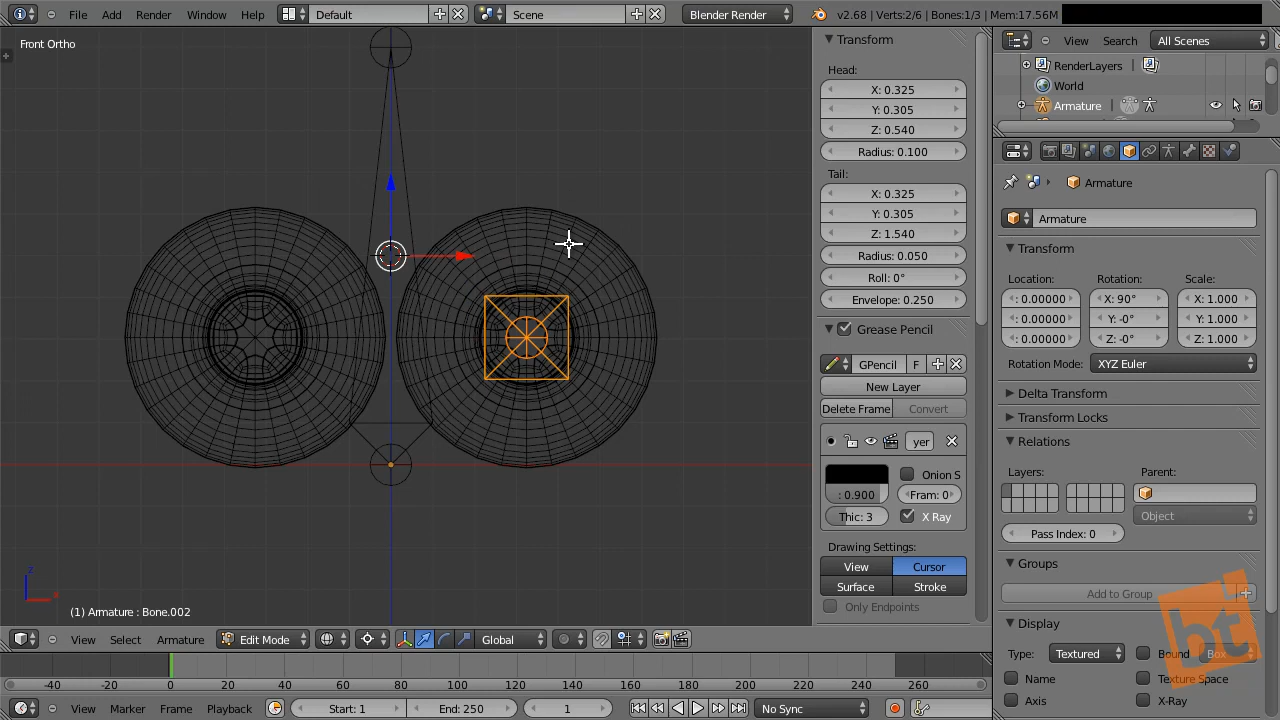 File Add Render Window Help Default Scene Blender Render v2.68 | Verts:2/6 | Bones:1/3 | Mem:17.56M
Front Ortho
(1) Armature : Bone.002
View Select Armature Edit Mode Global
-40 -20 0 20 40 60 80 100 120 140 160 180 200 220 240 260
View Marker Frame Playback Start: 1 End: 250 1 No Sync
Transform
Head:
X: 0.325
Y: 0.305
Z: 0.540
Radius: 0.100
Tail:
X: 0.325
Y: 0.305
Z: 1.540
Radius: 0.050
Roll: 0°
Envelope: 0.250
Grease Pencil
GPencil F
New Layer
Delete Frame Convert
yer
Onion S
: 0.900 Fram: 0
Thic: 3 X Ray
Drawing Settings:
View Cursor
Surface Stroke
Only Endpoints
View Search All Scenes
RenderLayers |
World
Armature
Armature
Armature
Transform
Location: Rotation: Scale:
: 0.00000 X: 90° X: 1.000
: 0.00000 Y: -0° Y: 1.000
: 0.00000 Z: -0° Z: 1.000
Rotation Mode: XYZ Euler
Delta Transform
Transform Locks
Relations
Layers: Parent:
Object
Pass Index: 0
Groups
Add to Group
Display
Type: Textured Bound Box
Name Texture Space
Axis X-Ray
bt